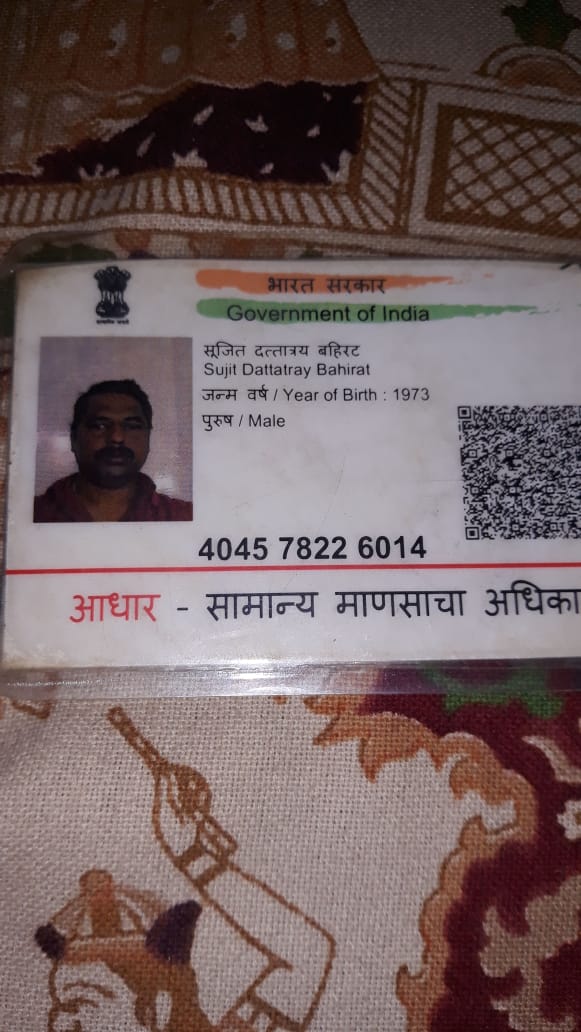 भारत सरकार
Government of India
सूजित दत्तात्रय बहिरट
Sujit Dattatray Bahirat
जन्म वर्ष / Year of Birth : 1973
पुरुष / Male
4045 7822 6014
आधार - सामान्य माणसाचा अधिका